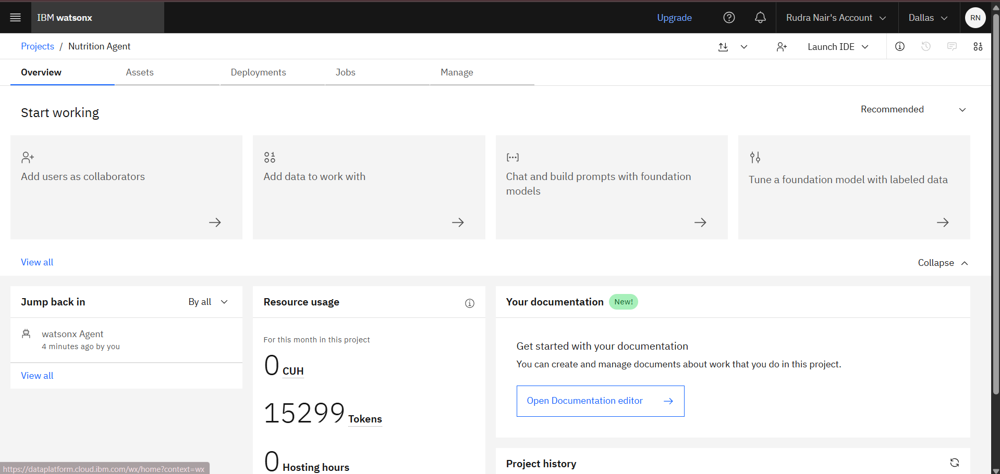 IBM watsonx
Upgrade
Rudra Nair's Account
Dallas
RN
Projects / Nutrition Agent
Launch IDE
Overview
Assets
Deployments
Jobs
Manage
Start working
Recommended
Add users as collaborators
Add data to work with
Chat and build prompts with foundation
models
Tune a foundation model with labeled data
View all
Collapse
Jump back in
By all
watsonx Agent
4 minutes ago by you
View all
Resource usage
For this month in this project
0 CUH
15299 Tokens
0 Hosting hours
Your documentation
New!
Get started with your documentation
You can create and manage documents about work that you do in this project.
Open Documentation editor
Project history
https://dataplatform.cloud.ibm.com/wx/home?context=wx